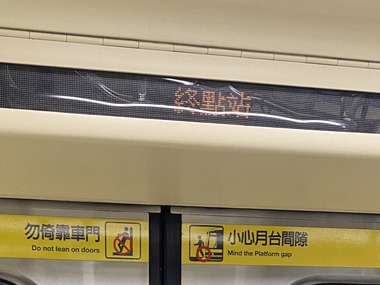 終點站
勿倚靠車門
Do not lean on doors
小心月台間隙
Mind the Platform gap